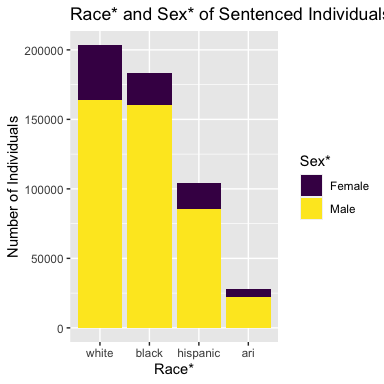 Race* and Sex* of Sentenced Individuals
Number of Individuals
200000
150000
100000
50000
0
white black hispanic ari
Race*
Sex*
Female
Male